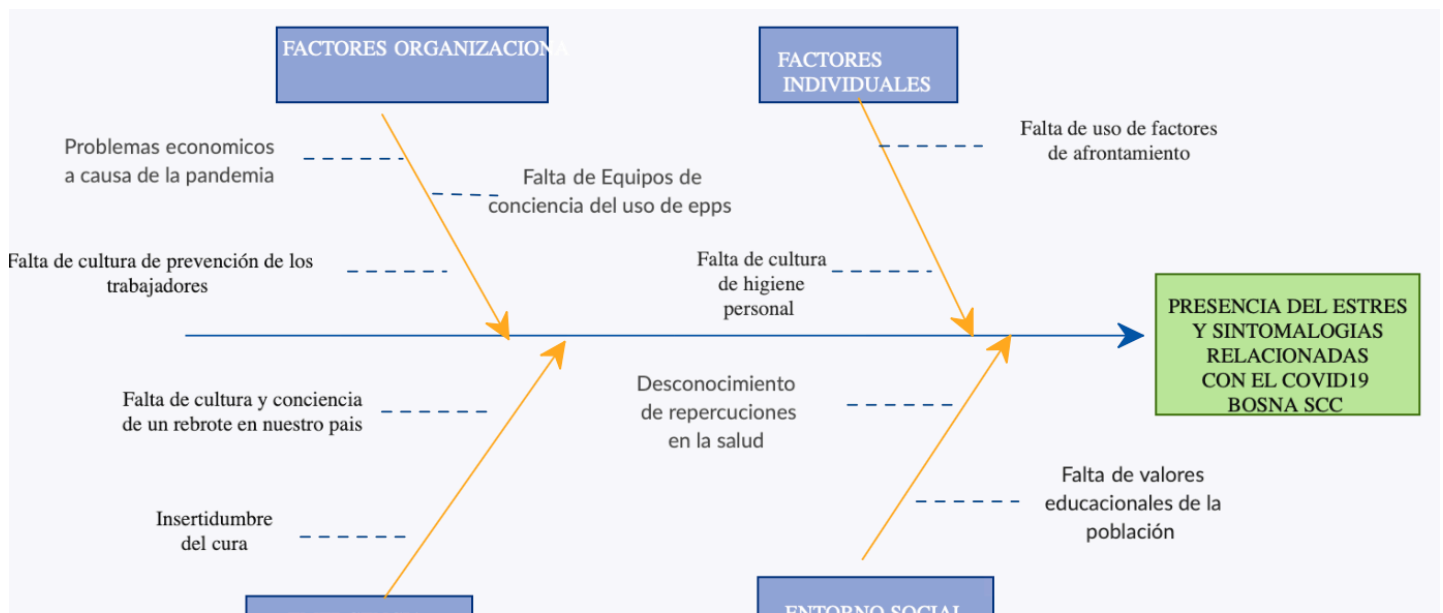 FACTORES ORGANIZACIONA
FACTORES
INDIVIDUALES
Problemas economicos
a causa de la pandemia
Falta de Equipos de
conciencia del uso de epps
Falta de uso de factores
de afrontamiento
Falta de cultura de prevención de los
trabajadores
Falta de cultura
de higiene
personal
PRESENCIA DEL ESTRES
Y SINTOMALOGIAS
RELACIONADAS
CON EL COVID19
BOSNA SCC
Falta de cultura y conciencia
de un rebrote en nuestro pais
Desconocimiento
de repercuciones
en la salud
Insertidumbre
del cura
Falta de valores
educacionales de la
población
ENTORNO SOCIAL